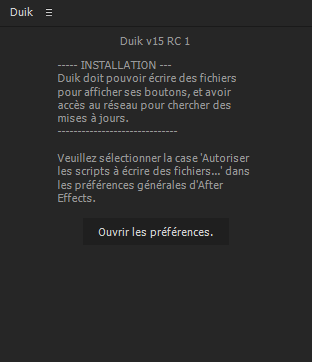 Duik ☰
Duik v15 RC 1
----- INSTALLATION ---
Duik doit pouvoir écrire des fichiers
pour afficher ses boutons, et avoir
accès au réseau pour chercher des
mises à jours.
------------------------------
Veuillez sélectionner la case 'Autoriser
les scripts à écrire des fichiers...' dans
les préférences générales d'After
Effects.
Ouvrir les préférences.